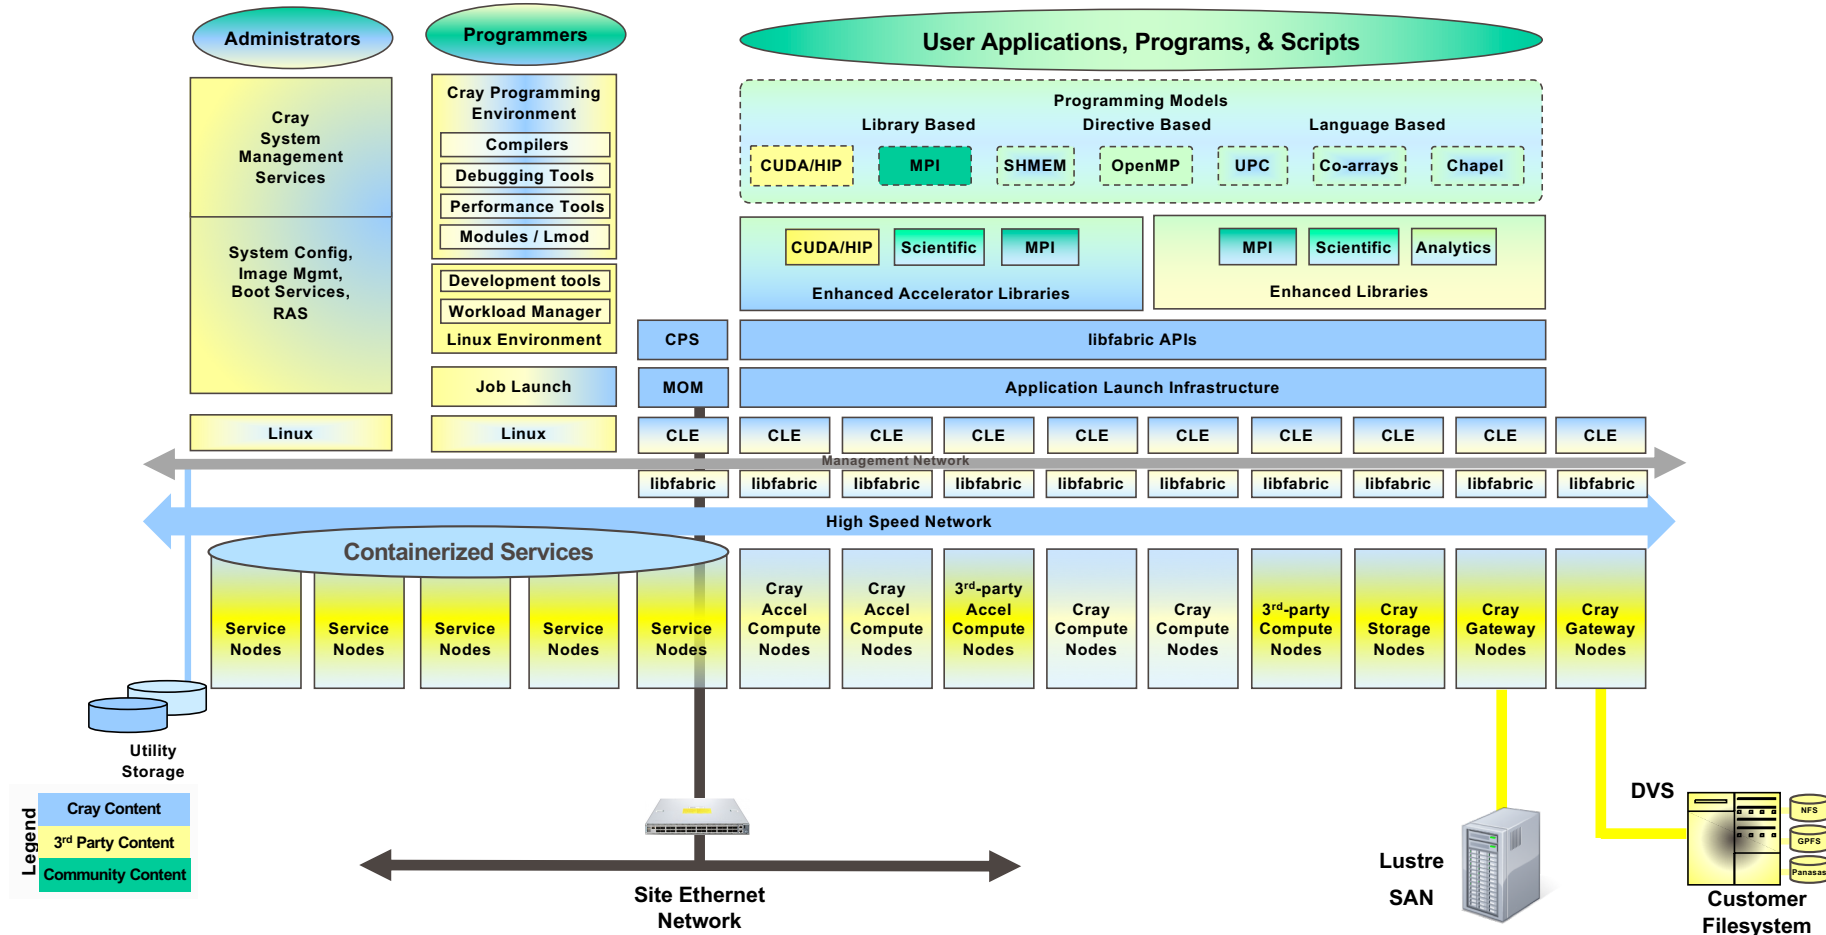 Administrators
Programmers
User Applications, Programs, & Scripts
Cray
System
Management
Services
System Config,
Image Mgmt,
Boot Services,
RAS
Linux
Cray Programming
Environment
Compilers
Debugging Tools
Performance Tools
Modules / Lmod
Development tools
Workload Manager
Linux Environment
Job Launch
Linux
Programming Models
Library Based
Directive Based
Language Based
CUDA/HIP
MPI
SHMEM
OpenMP
UPC
Co-arrays
Chapel
CUDA/HIP
Scientific
MPI
Enhanced Accelerator Libraries
MPI
Scientific
Analytics
Enhanced Libraries
CPS
libfabric APIs
MOM
Application Launch Infrastructure
CLE
CLE
CLE
CLE
CLE
CLE
CLE
CLE
CLE
CLE
Management Network
libfabric
libfabric
libfabric
libfabric
libfabric
libfabric
libfabric
libfabric
libfabric
libfabric
High Speed Network
Containerized Services
Service
Nodes
Service
Nodes
Service
Nodes
Service
Nodes
Service
Nodes
Cray
Accel
Compute
Nodes
Cray
Accel
Compute
Nodes
3rd-party
Accel
Compute
Nodes
Cray
Compute
Nodes
Cray
Compute
Nodes
3rd-party
Compute
Nodes
Cray
Storage
Nodes
Cray
Gateway
Nodes
Cray
Gateway
Nodes
Utility
Storage
Legend
Cray Content
3rd Party Content
Community Content
Site Ethernet
Network
Lustre
SAN
DVS
NFS
GPFS
Panasas
Customer
Filesystem